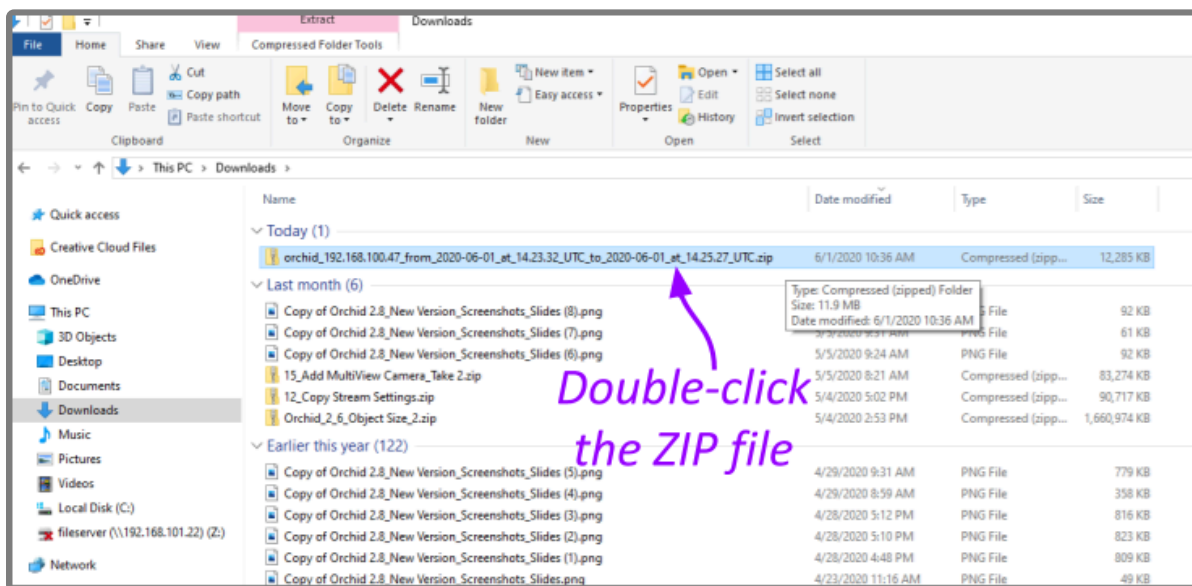 Extract Downloads
File Home Share View Compressed Folder Tools
Pin to Quick access
Copy
Paste
Cut
Copy path
Paste shortcut
Clipboard
Move to
Copy to
Delete
Rename
Organize
New folder
New item
Easy access
New
Properties
Open
Edit
History
Open
Select all
Select none
Invert selection
Select
This PC > Downloads >
Quick access
Creative Cloud Files
OneDrive
This PC
3D Objects
Desktop
Documents
Downloads
Music
Pictures
Videos
Local Disk (C:)
fileserver (\\192.168.101.22) (Z:)
Network
Name Date modified Type Size
Today (1)
orchid_192.168.100.47_from_2020-06-01_at_14.23.32_UTC_to_2020-06-01_at_14.25.27_UTC.zip 6/1/2020 10:36 AM Compressed (zipp... 12,285 KB
Last month (6)
Type: Compressed (zipped) Folder
Size: 11.9 MB
Date modified: 6/1/2020 10:36 AM
Copy of Orchid 2.8_New Version_Screenshots_Slides (8).png File 92 KB
Copy of Orchid 2.8_New Version_Screenshots_Slides (7).png File 61 KB
Copy of Orchid 2.8_New Version_Screenshots_Slides (6).png 5/5/2020 9:24 AM PNG File 92 KB
15_Add MultiView Camera_Take 2.zip 5/5/2020 8:21 AM Compressed (zipp... 83,274 KB
12_Copy Stream Settings.zip 5/4/2020 5:02 PM Compressed (zipp... 90,717 KB
Orchid_2_6_Object Size_2.zip 5/4/2020 2:53 PM Compressed (zipp... 1,660,974 KB
Double-click
the ZIP file
Earlier this year (122)
Copy of Orchid 2.8_New Version_Screenshots_Slides (5).png 4/29/2020 9:31 AM PNG File 779 KB
Copy of Orchid 2.8_New Version_Screenshots_Slides (4).png 4/29/2020 8:59 AM PNG File 358 KB
Copy of Orchid 2.8_New Version_Screenshots_Slides (3).png 4/28/2020 5:12 PM PNG File 816 KB
Copy of Orchid 2.8_New Version_Screenshots_Slides (2).png 4/28/2020 5:10 PM PNG File 823 KB
Copy of Orchid 2.8_New Version_Screenshots_Slides (1).png 4/28/2020 4:48 PM PNG File 809 KB
Copy of Orchid 2.8_New Version_Screenshots_Slides.png 4/23/2020 11:16 AM PNG File 49 KB